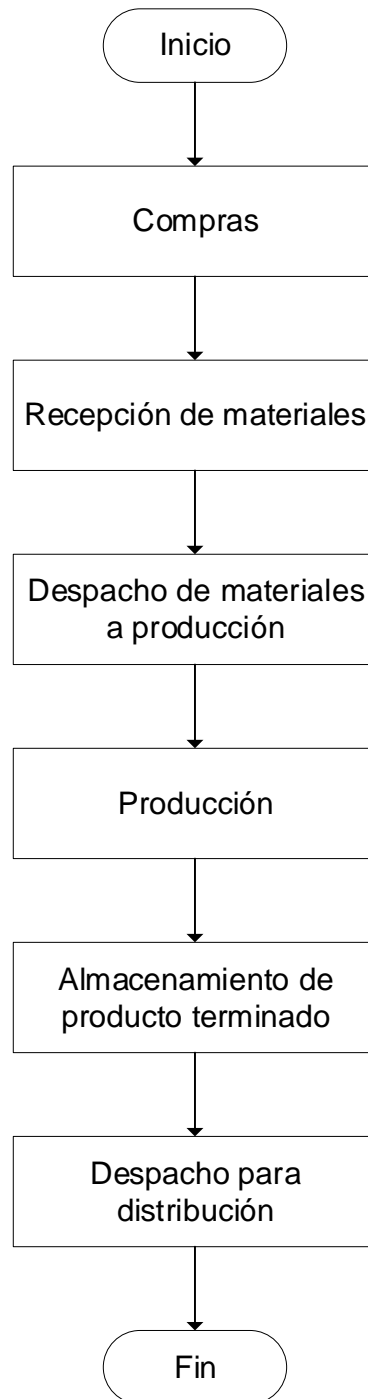 Inicio
Compras
Recepción de materiales
Despacho de materiales
a producción
Producción
Almacenamiento de
producto terminado
Despacho para
distribución
Fin